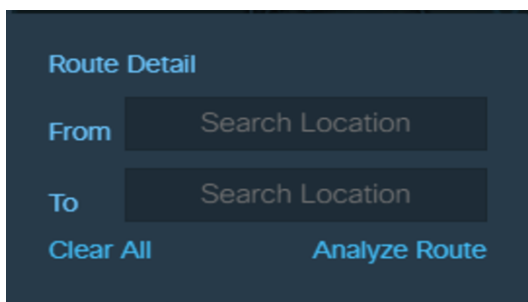 Route Detail
From Search Location
To Search Location
Clear All Analyze Route